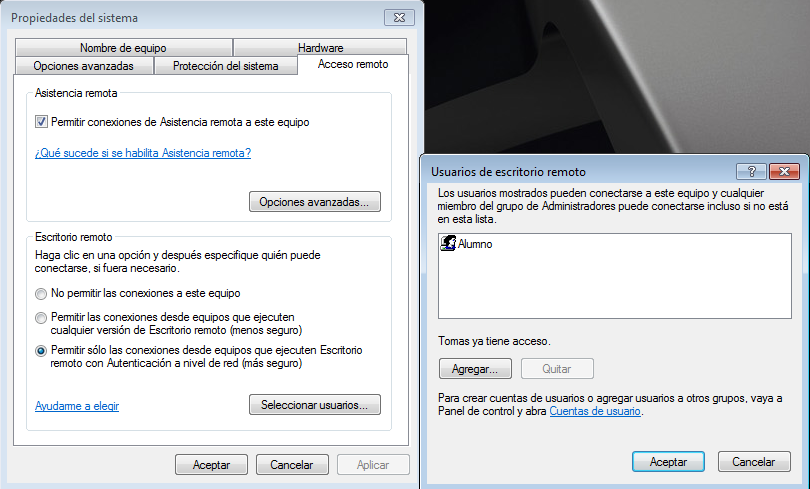 Propiedades del sistema
Nombre de equipo
Hardware
Opciones avanzadas
Protección del sistema
Acceso remoto
Asistencia remota
Permitir conexiones de Asistencia remota a este equipo
¿Qué sucede si se habilita Asistencia remota?
Opciones avanzadas...
Escritorio remoto
Haga clic en una opción y después especifique quién puede
conectarse, si fuera necesario.
No permitir las conexiones a este equipo
Permitir las conexiones desde equipos que ejecuten
cualquier versión de Escritorio remoto (menos seguro)
Permitir sólo las conexiones desde equipos que ejecuten Escritorio
remoto con Autenticación a nivel de red (más seguro)
Ayudarme a elegir
Seleccionar usuarios...
Aceptar
Cancelar
Aplicar
Usuarios de escritorio remoto
?
Los usuarios mostrados pueden conectarse a este equipo y cualquier
miembro del grupo de Administradores puede conectarse incluso si no está
en esta lista.
Alumno
Tomas ya tiene acceso.
Agregar...
Quitar
Para crear cuentas de usuarios o agregar usuarios a otros grupos, vaya a
Panel de control y abra Cuentas de usuario.
Aceptar
Cancelar